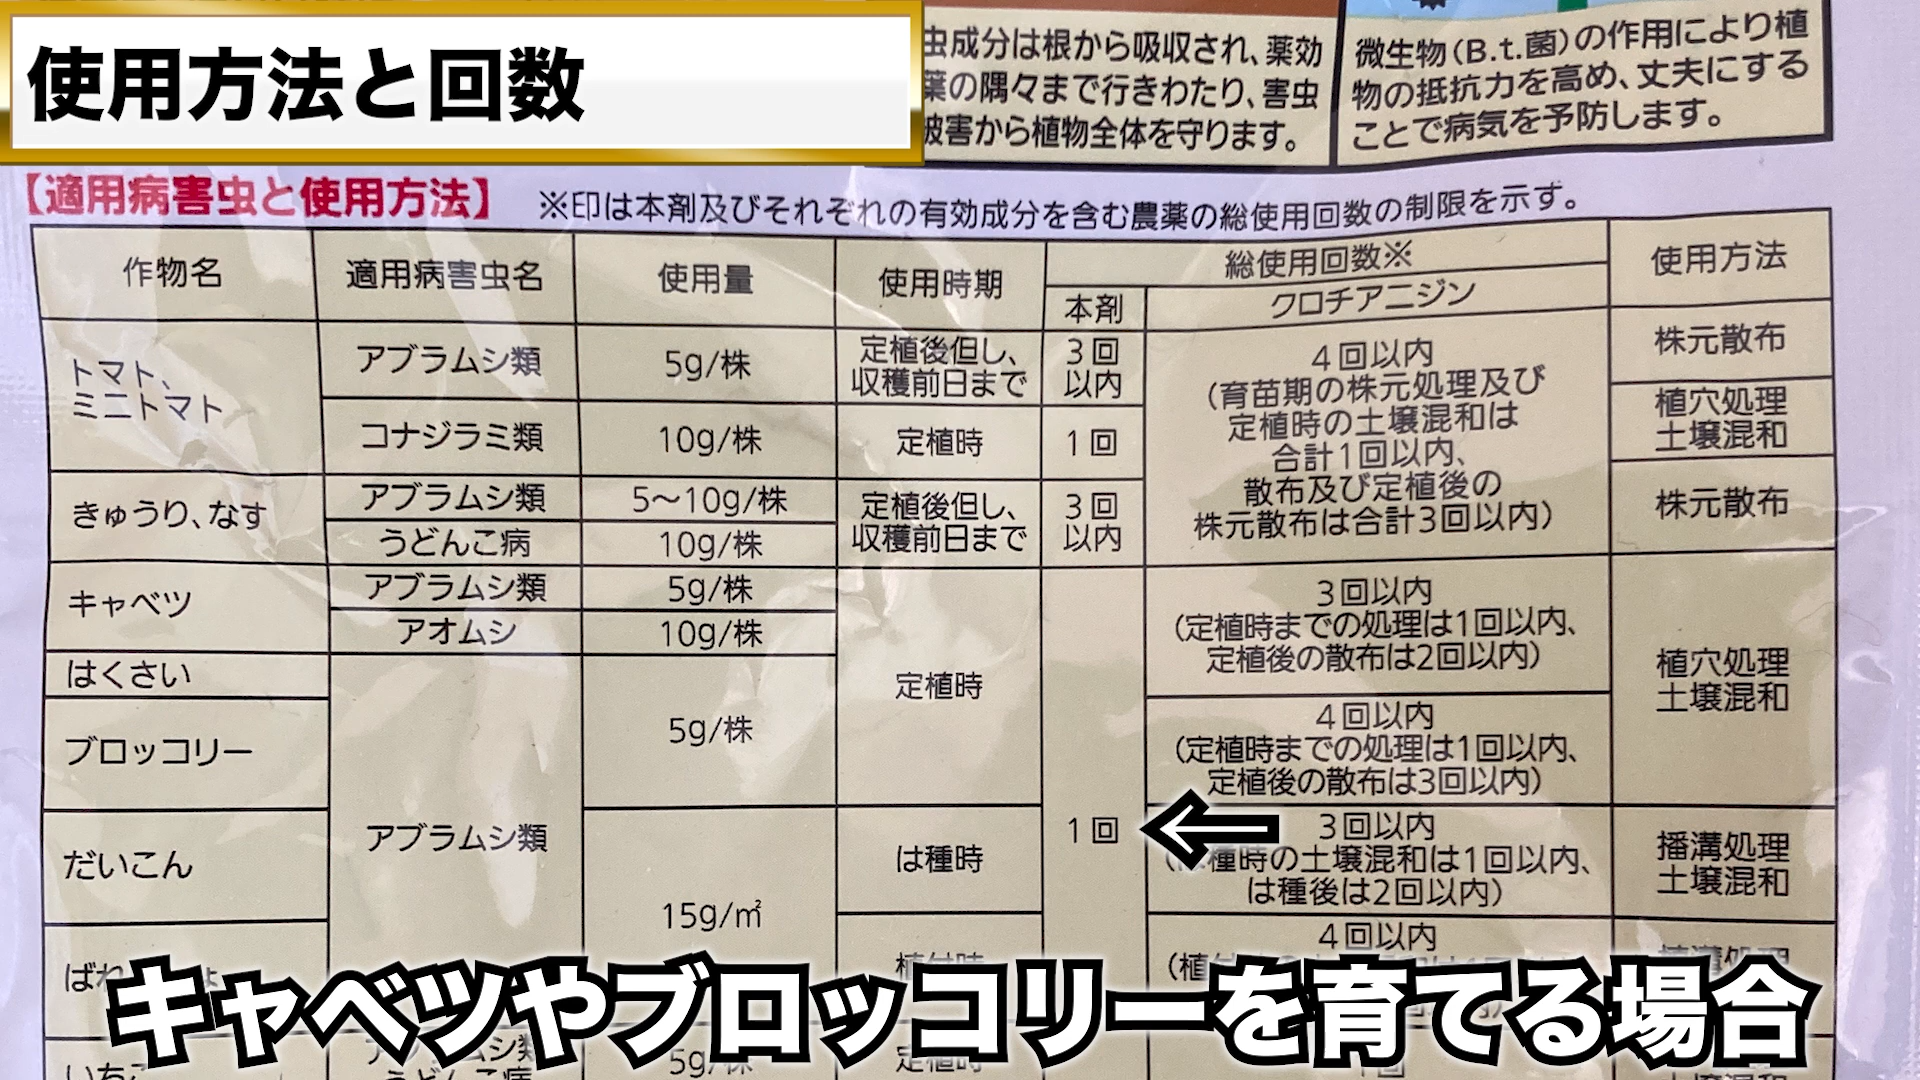 使用方法と回数
虫成分は根から吸収され、薬効
葉の隅々まで行きわたり、害虫
被害から植物全体を守ります。
微生物(B.t.菌)の作用により植
物の抵抗力を高め、丈夫にする
ことで病気を予防します。
【適用病害虫と使用方法】 ※印は本剤及びそれぞれの有効成分を含む農薬の総使用回数の制限を示す。
作物名 適用病害虫名 使用量 使用時期 総使用回数※ 使用方法
本剤 クロチアニジン
トマト、
ミニトマト
アブラムシ類 5g/株
定植後但し、
収穫前日まで
3回
以内
4回以内
(育苗期の株元処理及び
定植時の土壌混和は
合計1回以内、
散布及び定植後の
株元散布は合計3回以内)
株元散布
コナジラミ類 10g/株 定植時 1回
植穴処理
土壌混和
きゅうり、なす
アブラムシ類 5〜10g/株
うどんこ病 10g/株
定植後但し、
収穫前日まで
3回
以内
株元散布
キャベツ
アブラムシ類 5g/株
アオムシ 10g/株
定植時
3回以内
(定植時までの処理は1回以内、
定植後の散布は2回以内)
植穴処理
土壌混和
はくさい
ブロッコリー
アブラムシ類
5g/株
4回以内
(定植時までの処理は1回以内、
定植後の散布は3回以内)
だいこん
15g/㎡
は種時
1回
3回以内
種時の土壌混和は1回以内、
は種後は2回以内)
播溝処理
土壌混和
4回以内
キャベツやブロッコリーを育てる場合
5g/株
定植時